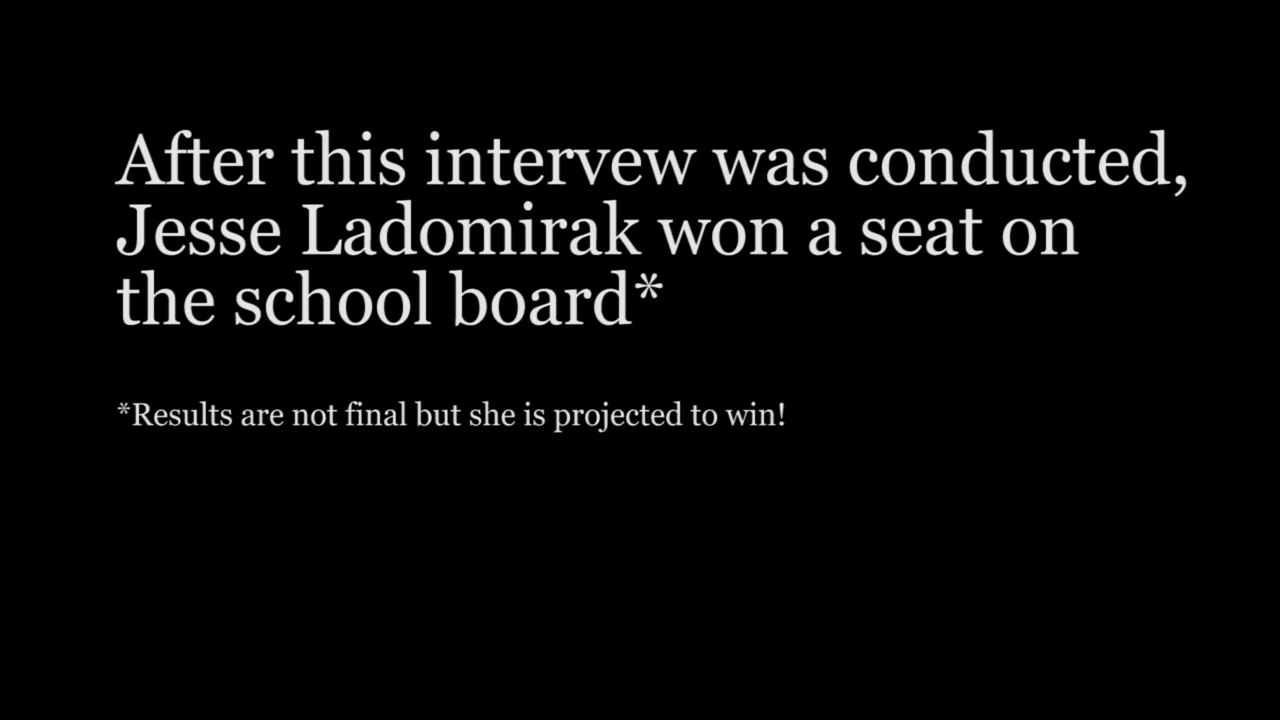 After this intervew was conducted,
Jesse Ladomirak won a seat on
the school board*
*Results are not final but she is projected to win!